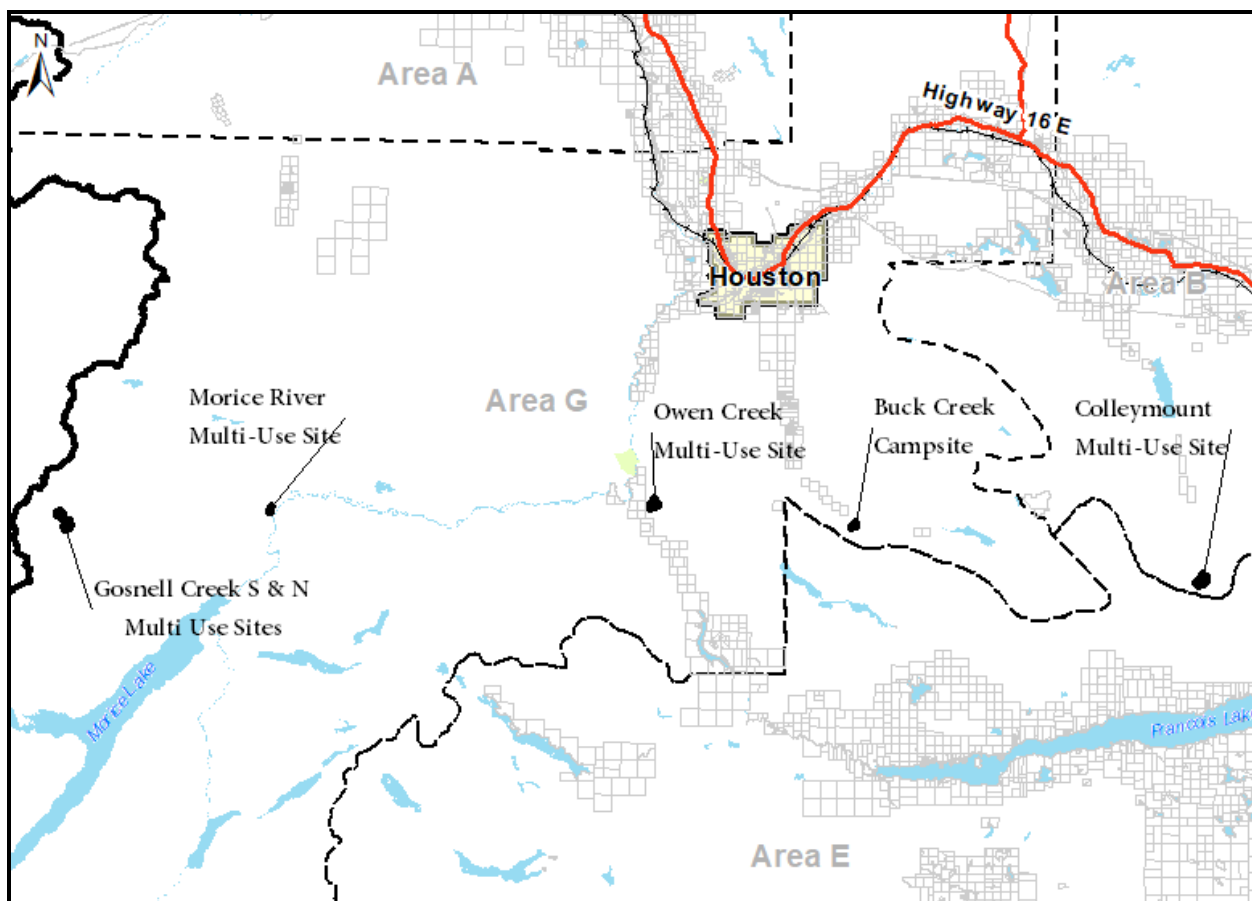 N
Area A
Highway 16 E
Houston
Area B
Morice River
Multi-Use Site
Area G
Owen Creek
Multi-Use Site
Buck Creek
Campsite
Colleymount
Multi-Use Site
Gosnell Creek S & N
Multi Use Sites
Morice Lake
Francois Lake
Area E